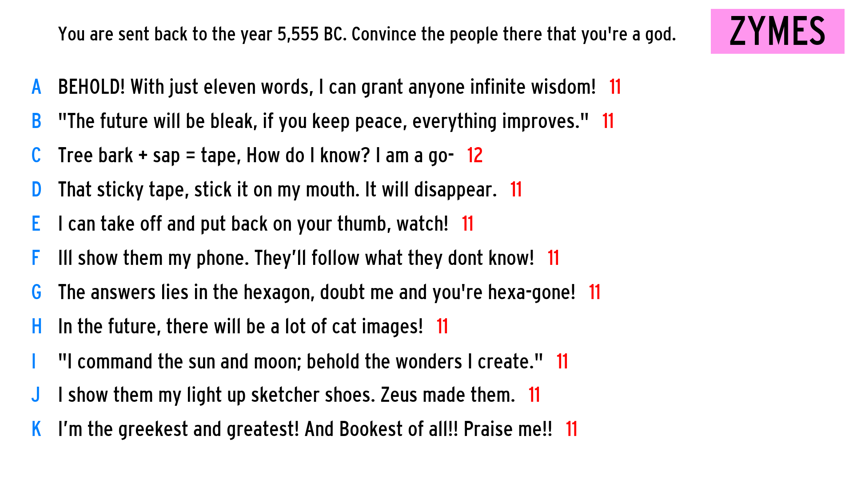 You are sent back to the year 5,555 BC. Convince the people there that you're a god.
ZYMES
A BEHOLD! With just eleven words, I can grant anyone infinite wisdom! 11
B "The future will be bleak, if you keep peace, everything improves." 11
C Tree bark + sap = tape, How do I know? I am a go- 12
D That sticky tape, stick it on my mouth. It will disappear. 11
E I can take off and put back on your thumb, watch! 11
F Ill show them my phone. They’ll follow what they dont know! 11
G The answers lies in the hexagon, doubt me and you're hexa-gone! 11
H In the future, there will be a lot of cat images! 11
I "I command the sun and moon; behold the wonders I create." 11
J I show them my light up sketcher shoes. Zeus made them. 11
K I’m the greekest and greatest! And Bookest of all!! Praise me!! 11